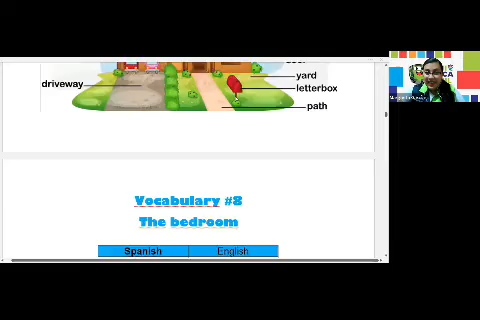 yard
driveway
letterbox
path
Vocabulary #8
The bedroom
Spanish English